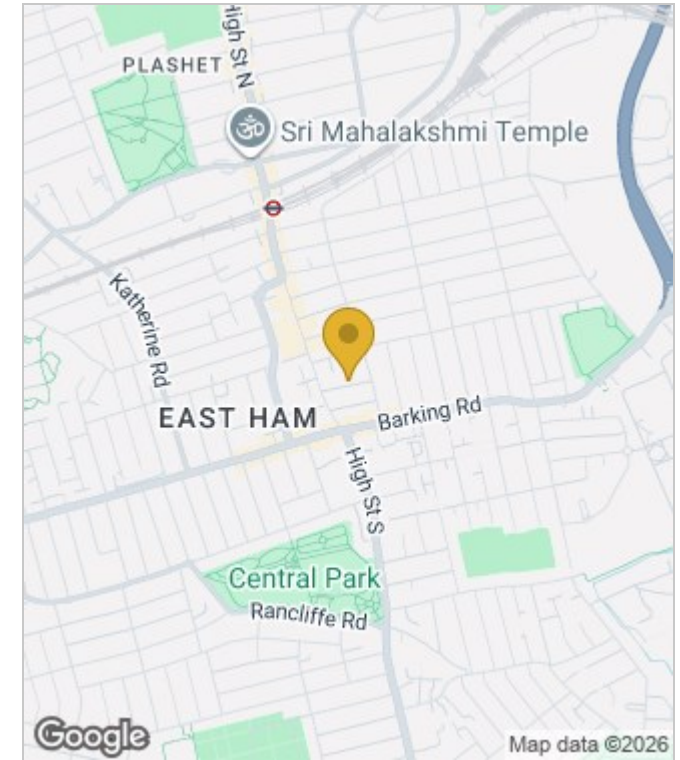 High St N
PLASHET
Sri Mahalakshmi Temple
Katherine Rd
EAST HAM
Barking Rd
High St S
Central Park
Rancliffe Rd
Google
Map data ©2026